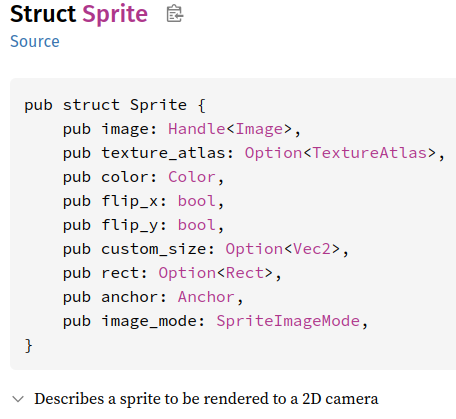 Struct Sprite
Source
pub struct Sprite {
    pub image: Handle<Image>,
    pub texture_atlas: Option<TextureAtlas>,
    pub color: Color,
    pub flip_x: bool,
    pub flip_y: bool,
    pub custom_size: Option<Vec2>,
    pub rect: Option<Rect>,
    pub anchor: Anchor,
    pub image_mode: SpriteImageMode,
}
Describes a sprite to be rendered to a 2D camera